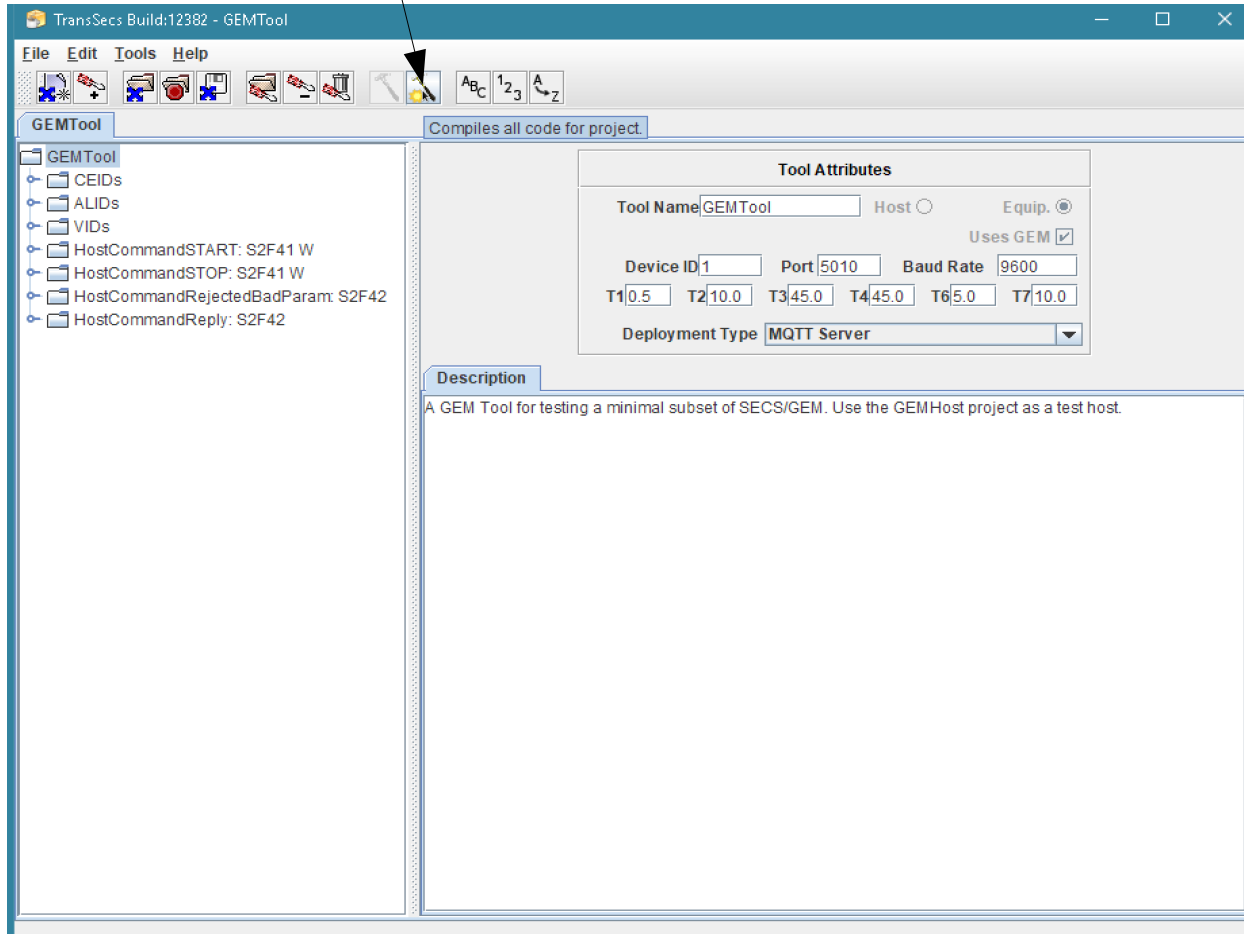 TransSecs Build:12382 - GEMTool
File Edit Tools Help
ABC 123 A Z
GEMTool
Compiles all code for project.
GEMTool
CEIDs
ALIDs
VIDs
HostCommandSTART: S2F41 W
HostCommandSTOP: S2F41 W
HostCommandRejectedBadParam: S2F42
HostCommandReply: S2F42
Tool Attributes
Tool Name GEMTool Host Equip.
Uses GEM
Device ID 1 Port 5010 Baud Rate 9600
T1 0.5 T2 10.0 T3 45.0 T4 45.0 T6 5.0 T7 10.0
Deployment Type MQTT Server
Description
A GEM Tool for testing a minimal subset of SECS/GEM. Use the GEMHost project as a test host.